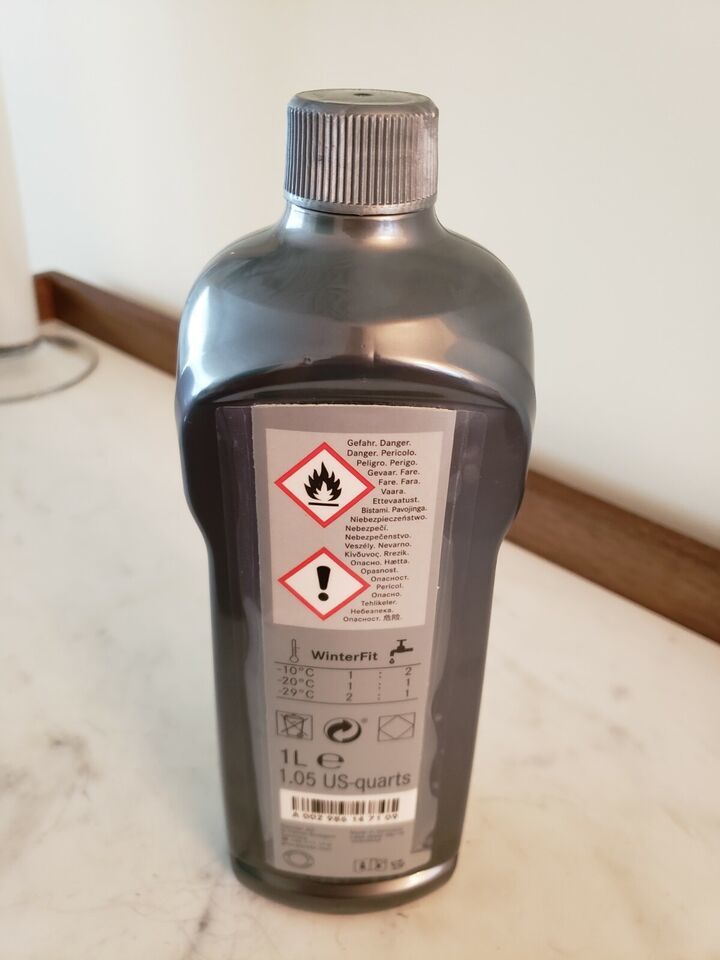 Gefahr. Danger.
Danger. Pericolo.
Peligro. Perigo.
Gevaar. Fare.
Fare. Fara.
Vaara.
Ettevaatust.
Bistami. Pavojinga.
Niebezpieczeństwo.
Nebezpečí.
Nebezpečenstvo.
Veszély. Nevarno.
Κίνδυνος. Rrezik.
Опасно. Hætta.
Opasnost.
Опасност.
Pericol.
Опасно.
Tehlikeler.
Небезпека.
Опасност. 危险.
WinterFit
-10°C 1 : 2
-20°C 1 : 1
-29°C 2 : 1
1L ℮
1.05 US-quarts
A 002 986 14 71 09